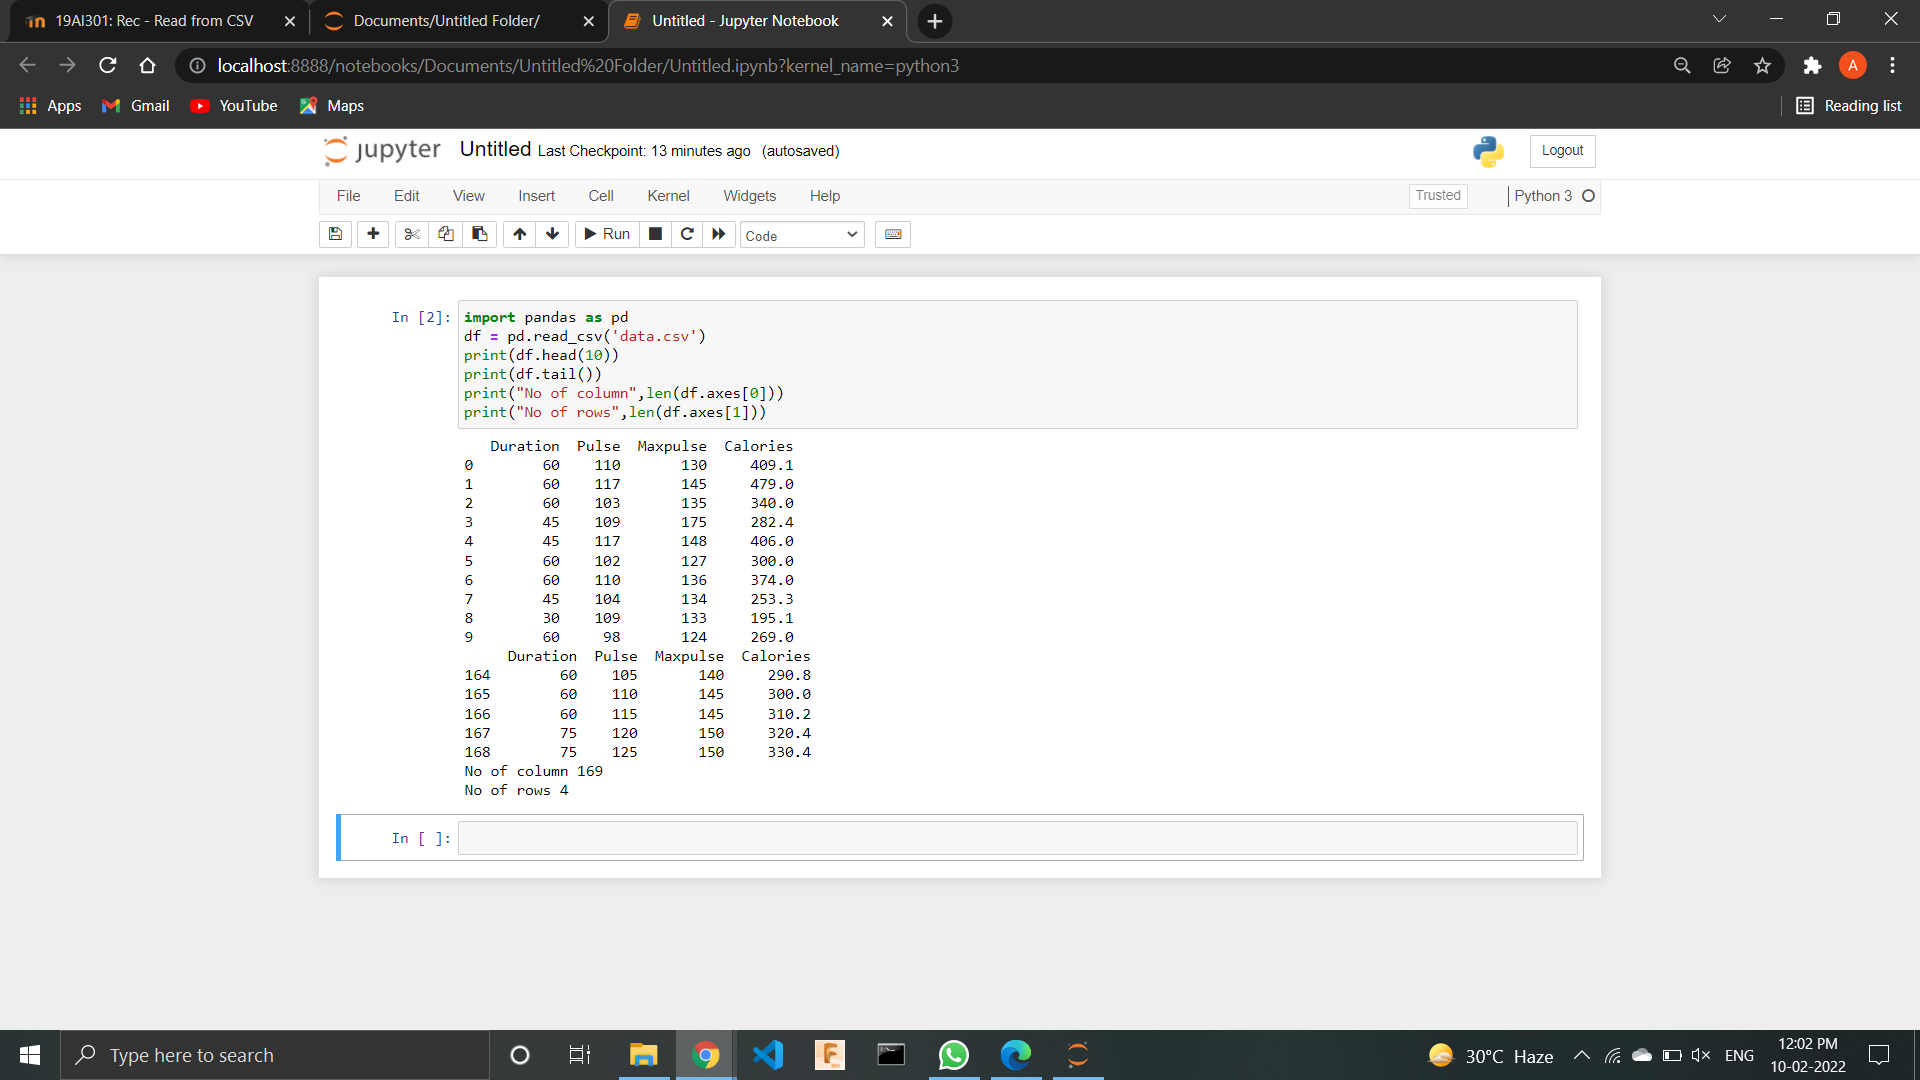 19AI301: Rec - Read from CSV
Documents/Untitled Folder/
Untitled - Jupyter Notebook
localhost:8888/notebooks/Documents/Untitled%20Folder/Untitled.ipynb?kernel_name=python3
A
Apps Gmail YouTube Maps Reading list
jupyter Untitled Last Checkpoint: 13 minutes ago (autosaved) Logout
File Edit View Insert Cell Kernel Widgets Help Trusted Python 3
Run Code
In [2]: import pandas as pd
df = pd.read_csv('data.csv')
print(df.head(10))
print(df.tail())
print("No of column",len(df.axes[0]))
print("No of rows",len(df.axes[1]))
Duration Pulse Maxpulse Calories
0 60 110 130 409.1
1 60 117 145 479.0
2 60 103 135 340.0
3 45 109 175 282.4
4 45 117 148 406.0
5 60 102 127 300.0
6 60 110 136 374.0
7 45 104 134 253.3
8 30 109 133 195.1
9 60 98 124 269.0
Duration Pulse Maxpulse Calories
164 60 105 140 290.8
165 60 110 145 300.0
166 60 115 145 310.2
167 75 120 150 320.4
168 75 125 150 330.4
No of column 169
No of rows 4
In [ ]:
Type here to search
30°C Haze
ENG
12:02 PM
10-02-2022